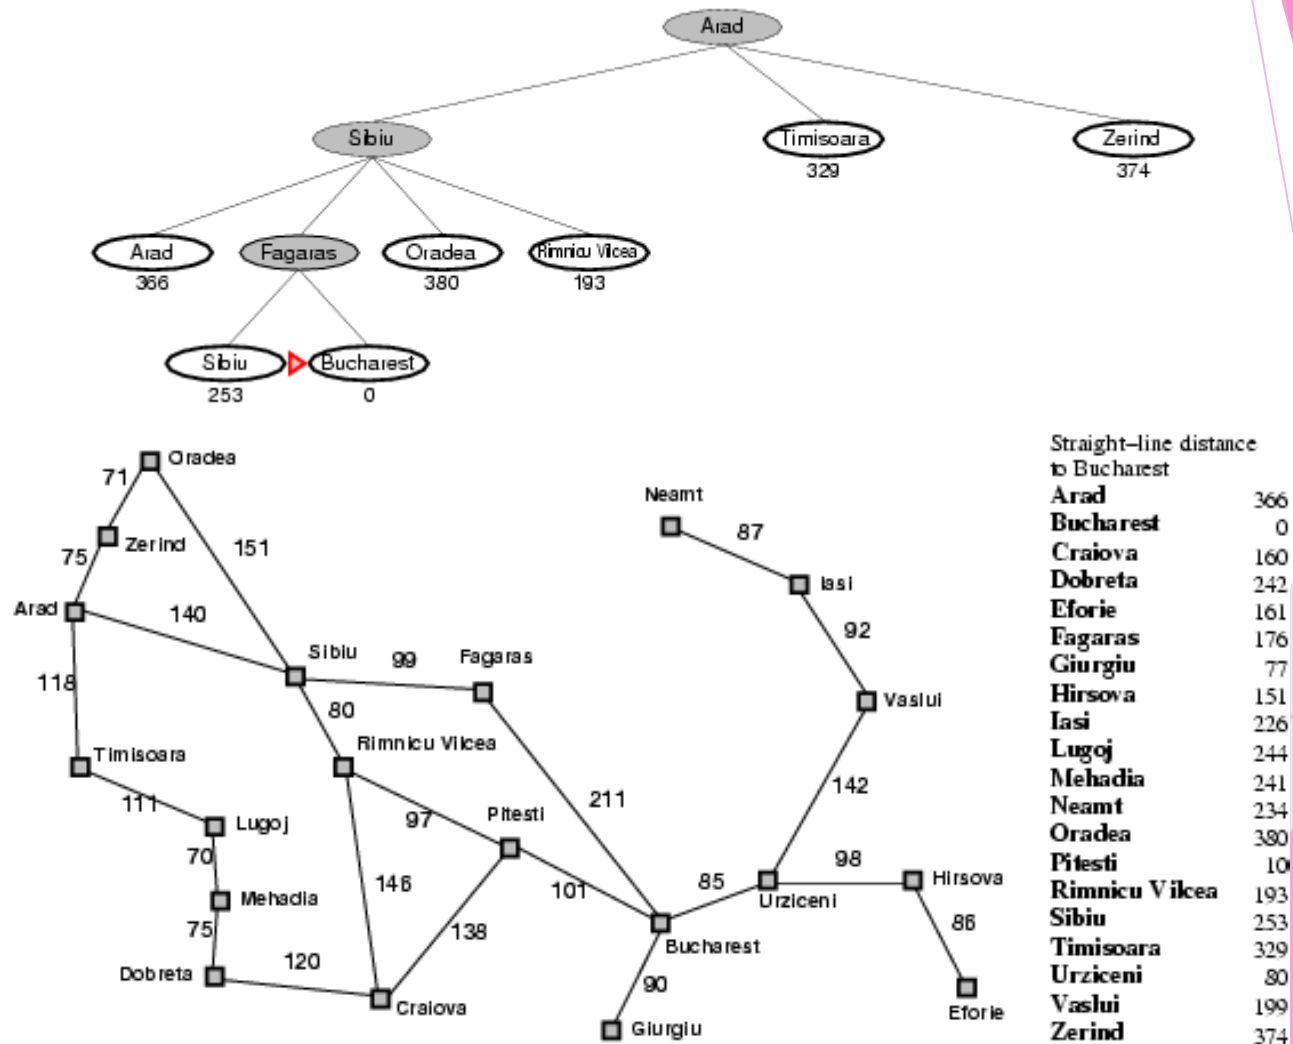 Arad
Sibiu
Timisoara
Zerind
329
374
Arad
Fagaras
Oradea
Rimnicu Vilcea
366
380
193
Sibiu
Bucharest
253
0
Oradea
71
Zerind
75
151
Arad
140
118
Sibiu
99
Fagaras
80
Rimnicu Vilcea
Timisoara
111
Lugoj
70
Mehadia
75
Dobreta
120
Craiova
146
97
Pitesti
138
101
211
Bucharest
90
Giurgiu
85
Urziceni
98
Hirsova
86
Eforie
142
Vaslui
92
Iasi
87
Neamt
Straight-line distance
to Bucharest
Arad 366
Bucharest 0
Craiova 160
Dobreta 242
Eforie 161
Fagaras 176
Giurgiu 77
Hirsova 151
Iasi 226
Lugoj 244
Mehadia 241
Neamt 234
Oradea 380
Pitesti 10
Rimnicu Vilcea 193
Sibiu 253
Timisoara 329
Urziceni 80
Vaslui 199
Zerind 374